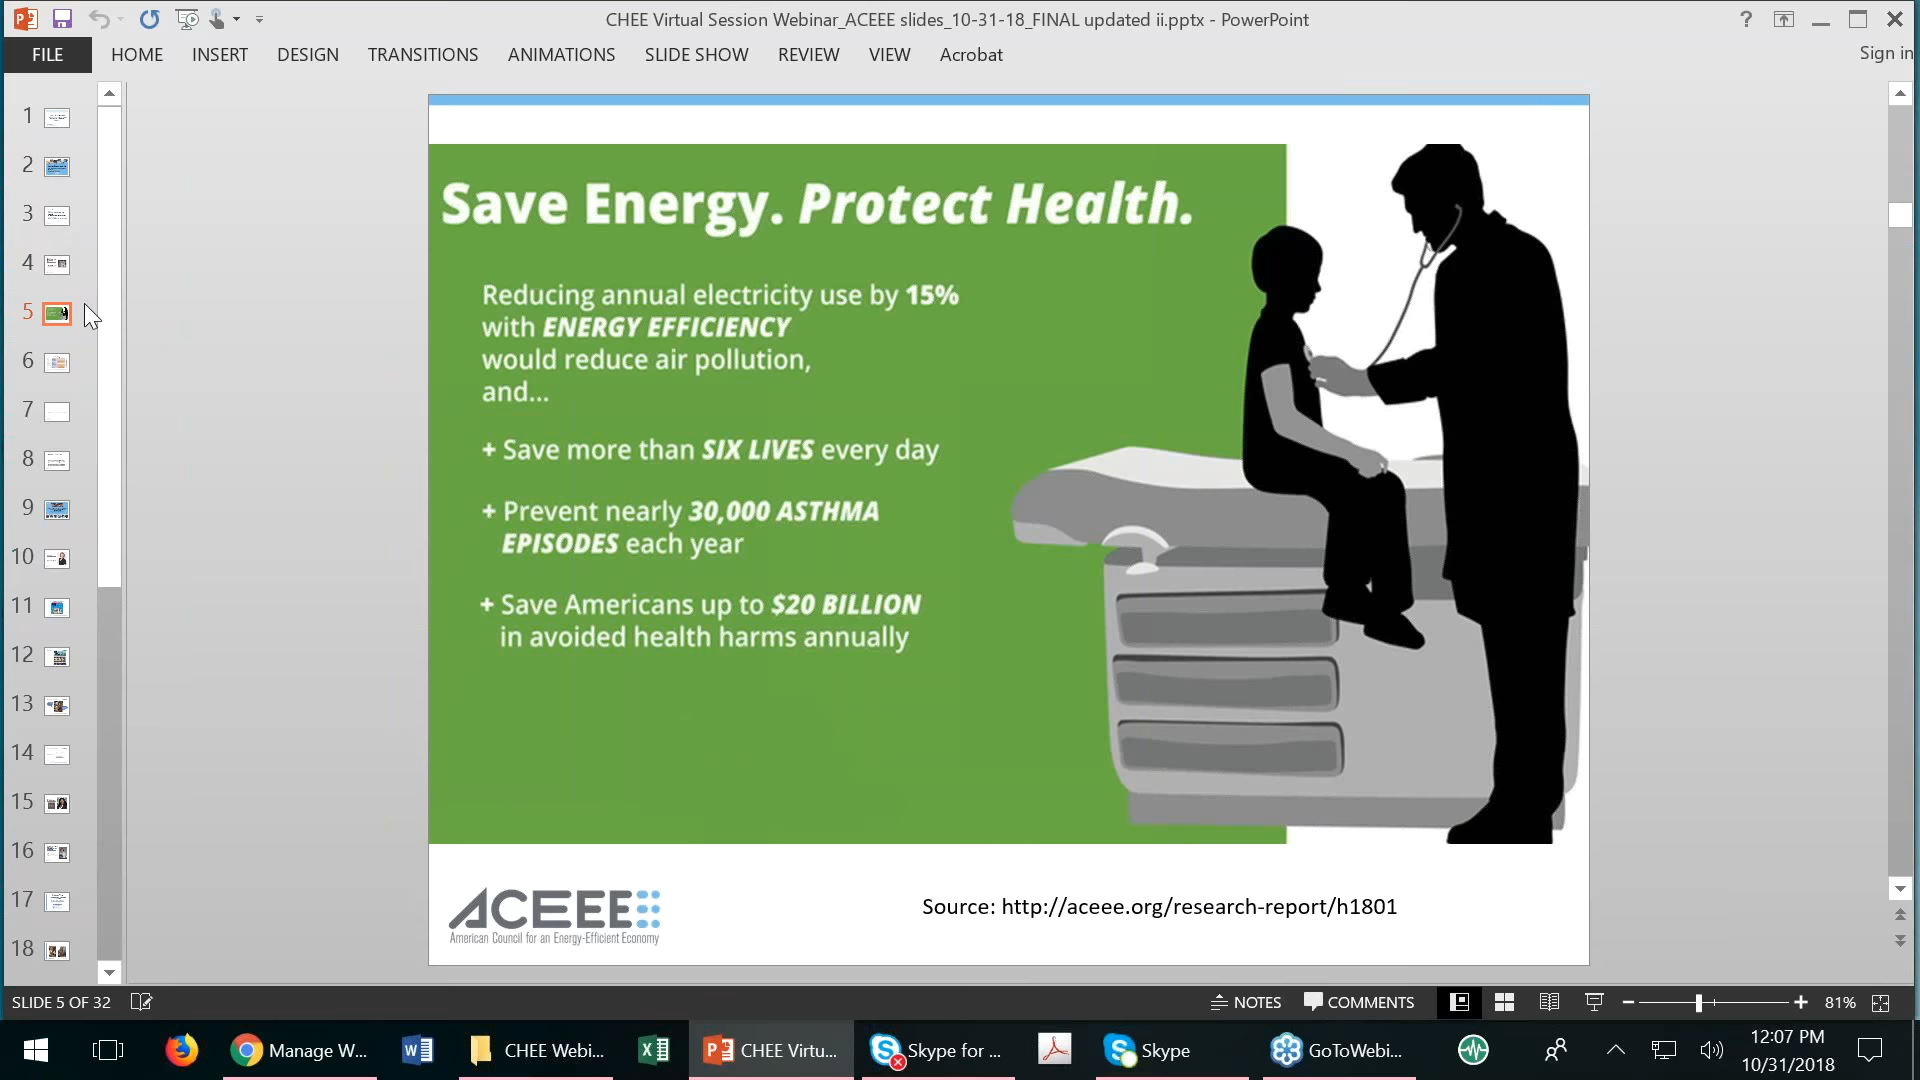 CHEE Virtual Session Webinar_ACEEE slides_10-31-18_FINAL updated ii.pptx - PowerPoint
FILE HOME INSERT DESIGN TRANSITIONS ANIMATIONS SLIDE SHOW REVIEW VIEW Acrobat
Sign in
1
2
3
4
5
6
7
8
9
10
11
12
13
14
15
16
17
18
Save Energy. Protect Health.
Reducing annual electricity use by 15%
with ENERGY EFFICIENCY
would reduce air pollution,
and...
+ Save more than SIX LIVES every day
+ Prevent nearly 30,000 ASTHMA
EPISODES each year
+ Save Americans up to $20 BILLION
in avoided health harms annually
ACEEE
American Council for an Energy-Efficient Economy
Source: http://aceee.org/research-report/h1801
SLIDE 5 OF 32
NOTES
COMMENTS
81%
Manage W...
CHEE Webi...
CHEE Virtu...
Skype for ...
Skype
GoToWebi...
12:07 PM
10/31/2018